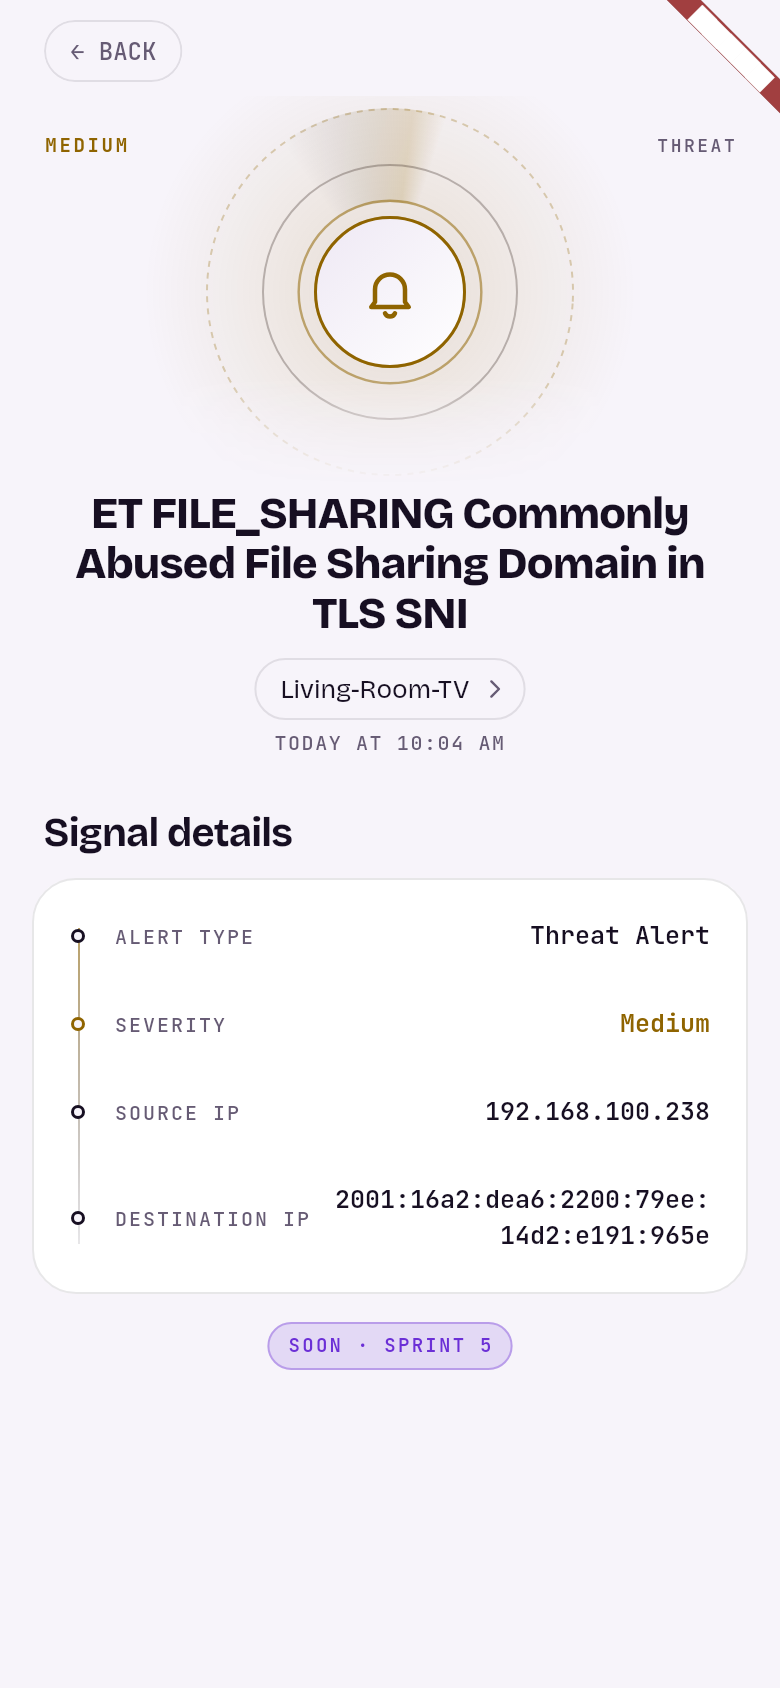 ← BACK
MEDIUM
THREAT
ET FILE_SHARING Commonly
Abused File Sharing Domain in
TLS SNI
Living-Room-TV
TODAY AT 10:04 AM
Signal details
ALERT TYPE
Threat Alert
SEVERITY
Medium
SOURCE IP
192.168.100.238
DESTINATION IP
2001:16a2:dea6:2200:79ee:
14d2:e191:965e
SOON · SPRINT 5